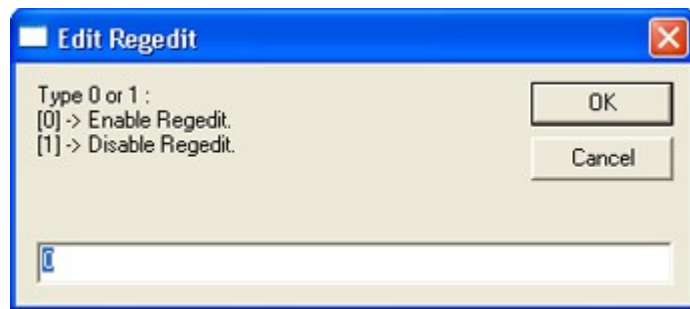 Edit Regedit
Type 0 or 1 :
[0] -> Enable Regedit.
[1] -> Disable Regedit.
OK
Cancel
0